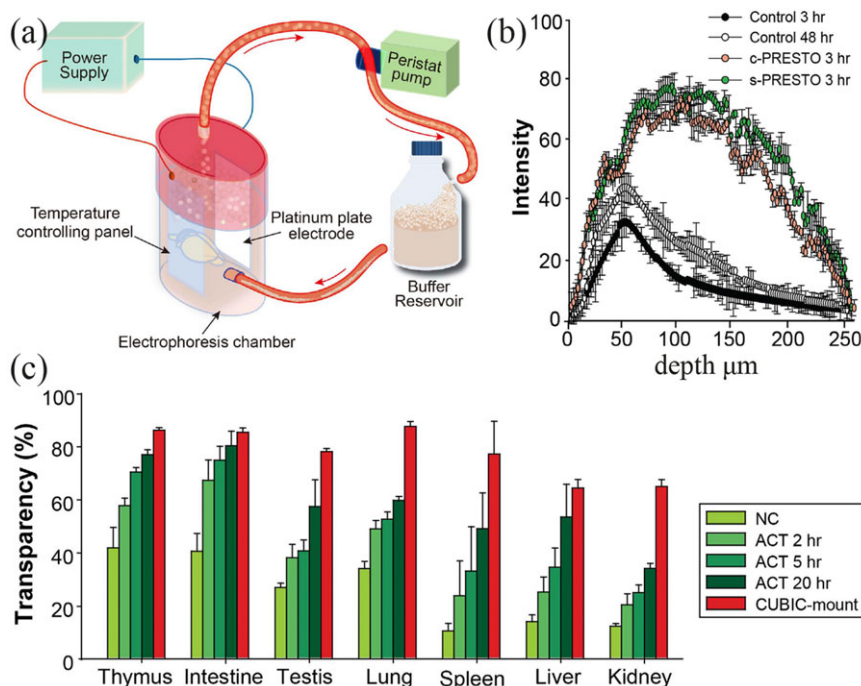 (a)
Power
Supply
Peristat
pump
Temperature
controlling panel
Platinum plate
electrode
Buffer
Reservoir
Electrophoresis chamber
(b)
Intensity
100
80
80
60
40
20
0
0 50 100 150 200 250
depth μm
Control 3 hr
Control 48 hr
c-PRESTO 3 hr
s-PRESTO 3 hr
(c)
Transparency (%)
100
80
60
40
20
0
Thymus Intestine Testis Lung Spleen Liver Kidney
NC
ACT 2 hr
ACT 5 hr
ACT 20 hr
CUBIC-mount